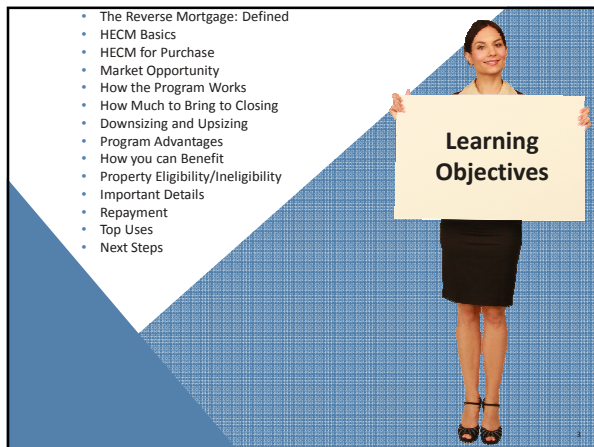 • The Reverse Mortgage: Defined
• HECM Basics
• HECM for Purchase
• Market Opportunity
• How the Program Works
• How Much to Bring to Closing
• Downsizing and Upsizing
• Program Advantages
• How you can Benefit
• Property Eligibility/Ineligibility
• Important Details
• Repayment
• Top Uses
• Next Steps
Learning
Objectives
3